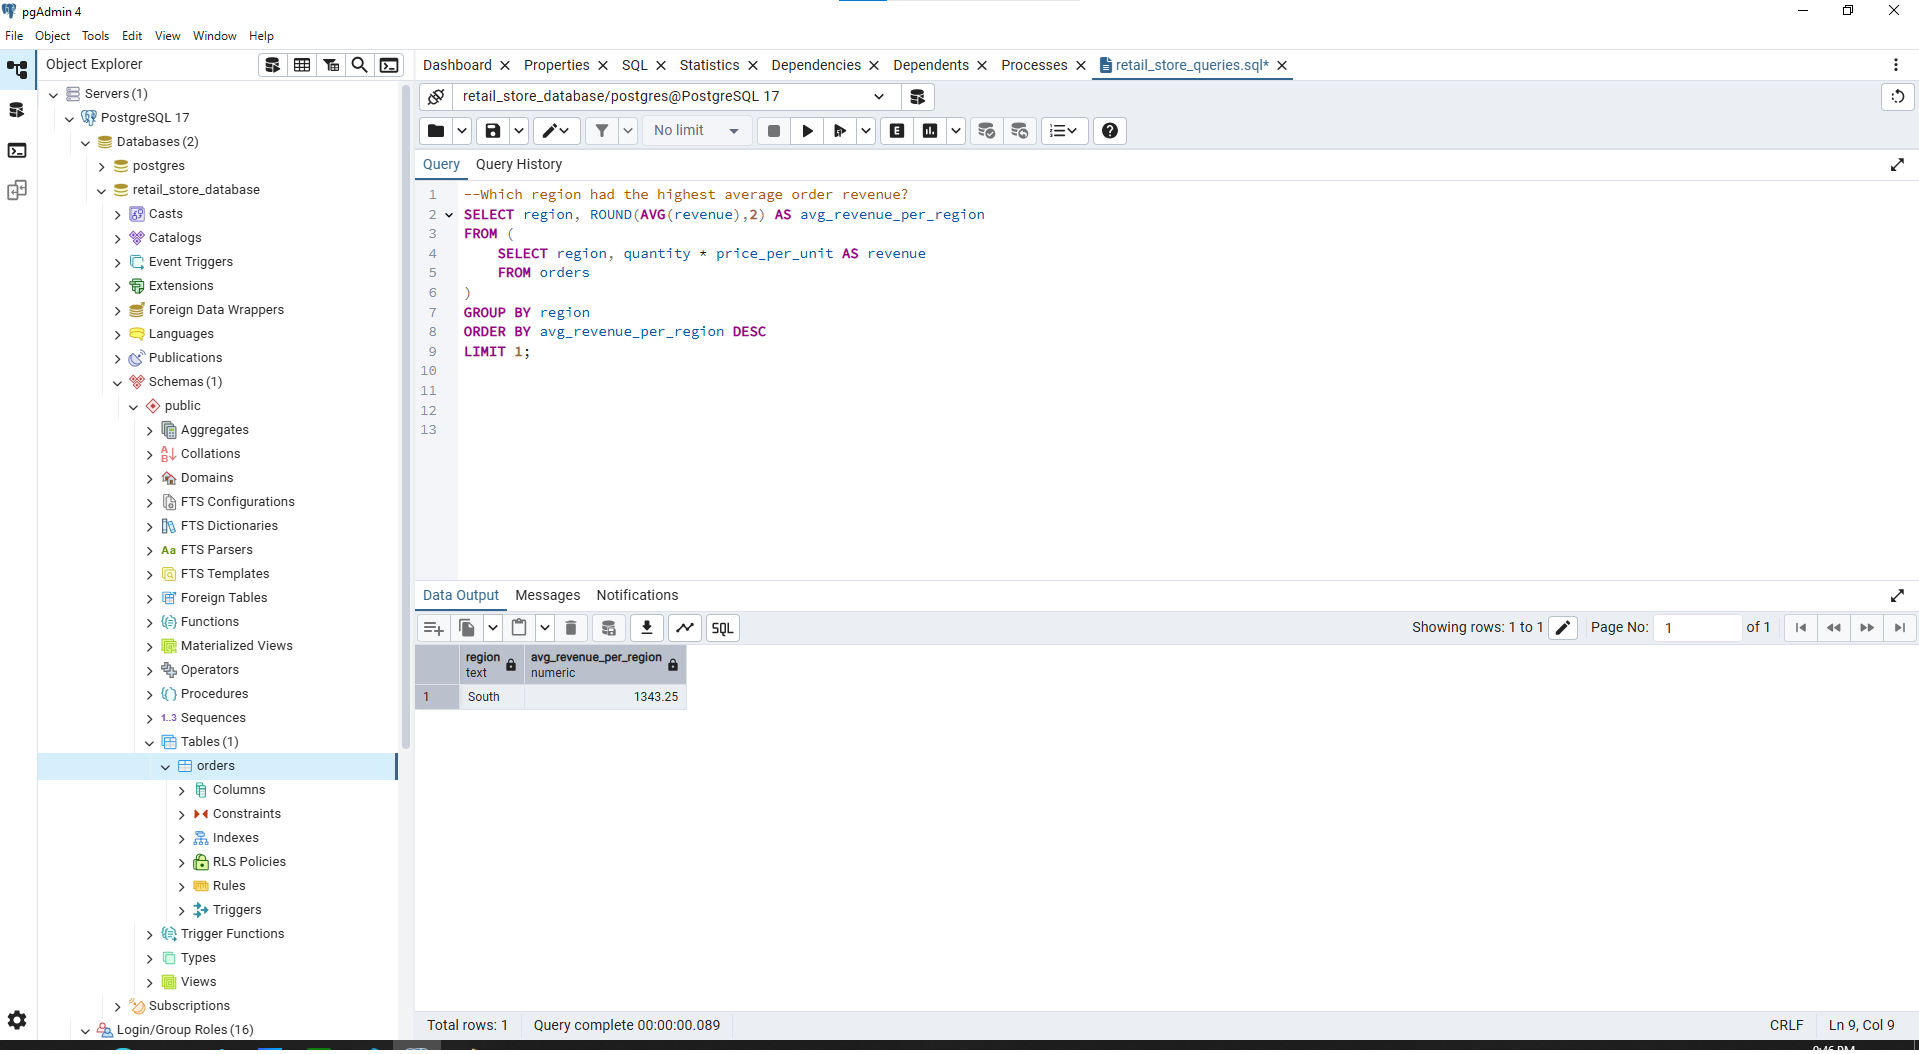 pgAdmin 4
File Object Tools Edit View Window Help
Object Explorer
Dashboard Properties SQL Statistics Dependencies Dependents Processes retail_store_queries.sql*
Servers (1)
PostgreSQL 17
Databases (2)
postgres
retail_store_database
Casts
Catalogs
Event Triggers
Extensions
Foreign Data Wrappers
Languages
Publications
Schemas (1)
public
Aggregates
Collations
Domains
FTS Configurations
FTS Dictionaries
Aa FTS Parsers
FTS Templates
Foreign Tables
Functions
Materialized Views
Operators
Procedures
1..3 Sequences
Tables (1)
orders
Columns
Constraints
Indexes
RLS Policies
Rules
Triggers
Trigger Functions
Types
Views
Subscriptions
Login/Group Roles (16)
retail_store_database/postgres@PostgreSQL 17
No limit
E
Query Query History
1 --Which region had the highest average order revenue?
2 SELECT region, ROUND(AVG(revenue),2) AS avg_revenue_per_region
3 FROM (
4 SELECT region, quantity * price_per_unit AS revenue
5 FROM orders
6 )
7 GROUP BY region
8 ORDER BY avg_revenue_per_region DESC
9 LIMIT 1;
10
11
12
13
Data Output Messages Notifications
SQL
Showing rows: 1 to 1 Page No: 1 of 1
region avg_revenue_per_region
text numeric
1 South 1343.25
Total rows: 1 Query complete 00:00:00.089 CRLF Ln 9, Col 9